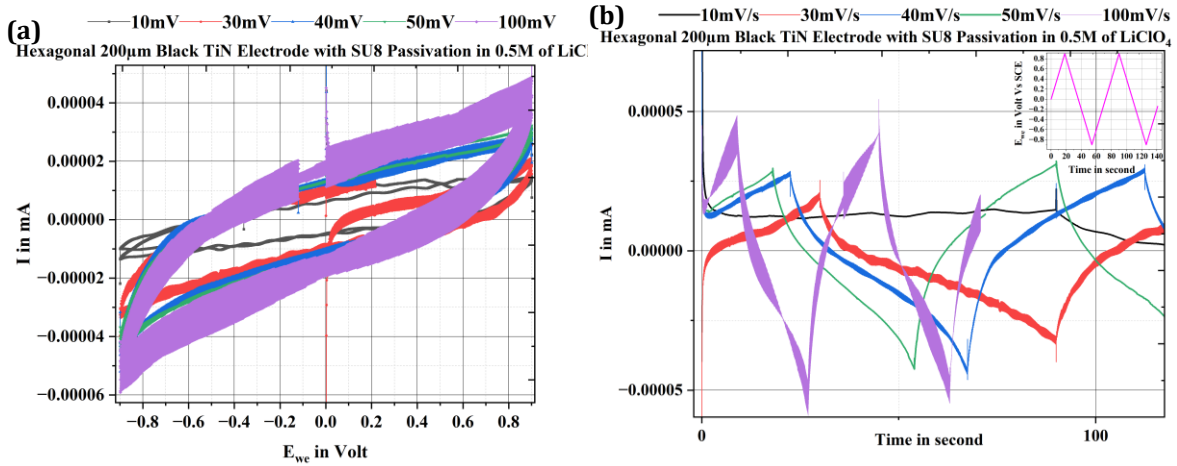 (a)
10mV 30mV 40mV 50mV 100mV
Hexagonal 200µm Black TiN Electrode with SU8 Passivation in 0.5M of LiCl
I in mA
0.00004
0.00002
0.00000
−0.00002
−0.00004
−0.00006
−0.8 −0.6 −0.4 −0.2 0.0 0.2 0.4 0.6 0.8
E_we in Volt
(b)
10mV/s 30mV/s 40mV/s 50mV/s 100mV/s
Hexagonal 200µm Black TiN Electrode with SU8 Passivation in 0.5M of LiClO₄
I in mA
0.00005
0.00000
−0.00005
0 100
Time in second
E_we in Volt Vs SCE
0.8
0.6
0.4
0.2
0.0
−0.2
−0.4
−0.6
−0.8
0 20 40 60 80 100 120 140
Time in second